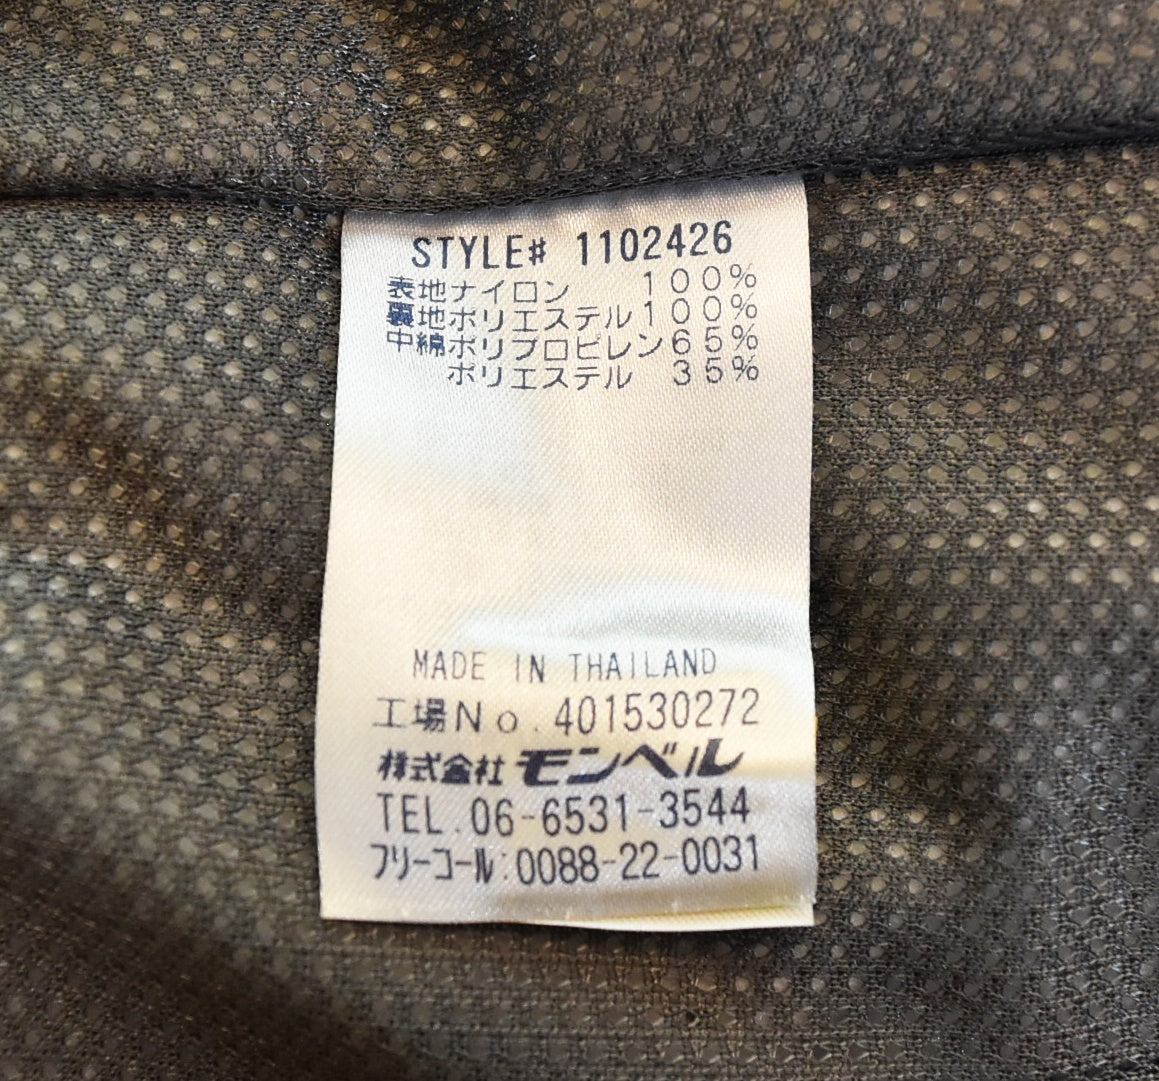 STYLE# 1102426
表地ナイロン 100%
裏地ポリエステル100%
中綿ポリプロピレン65%
ポリエステル 35%
MADE IN THAILAND
工場No.401530272
株式会社モンベル
TEL.06-6531-3544
フリーコール:0088-22-0031